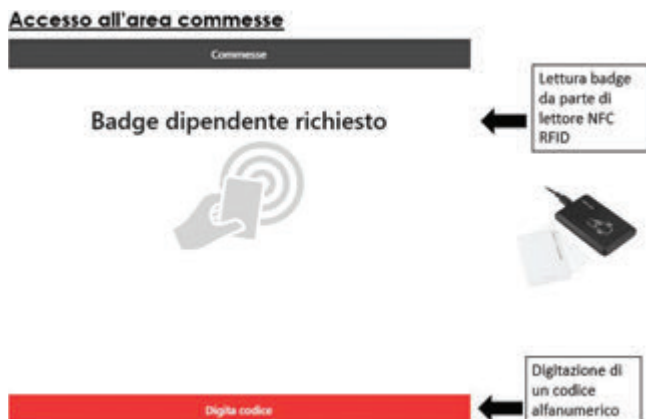 Accesso all'area commesse
Commesse
Badge dipendente richiesto
Lettura badge
da parte di
lettore NFC
RFID
Digita codice
Digitazione di
un codice
alfanumerico